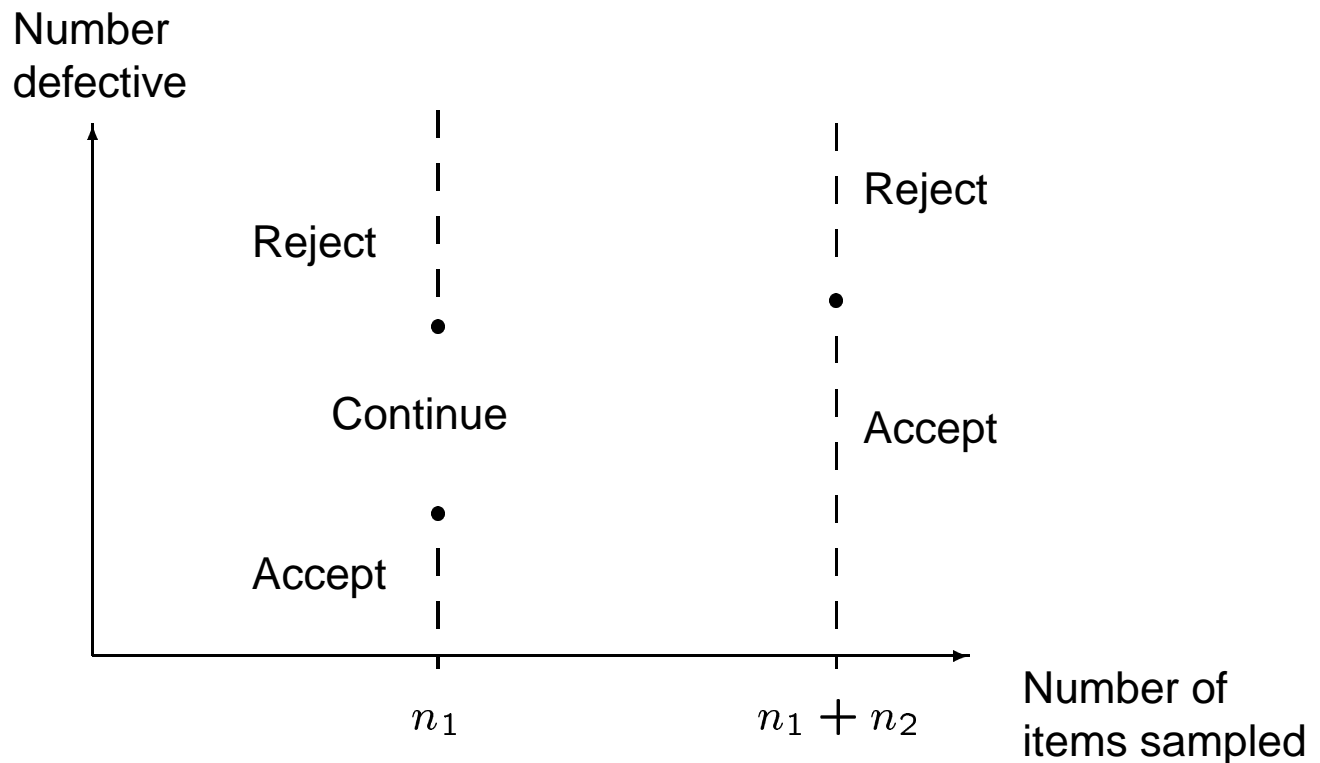 Number
defective
Reject
Reject
Continue
Accept
Accept
n₁
n₁ + n₂
Number of
items sampled